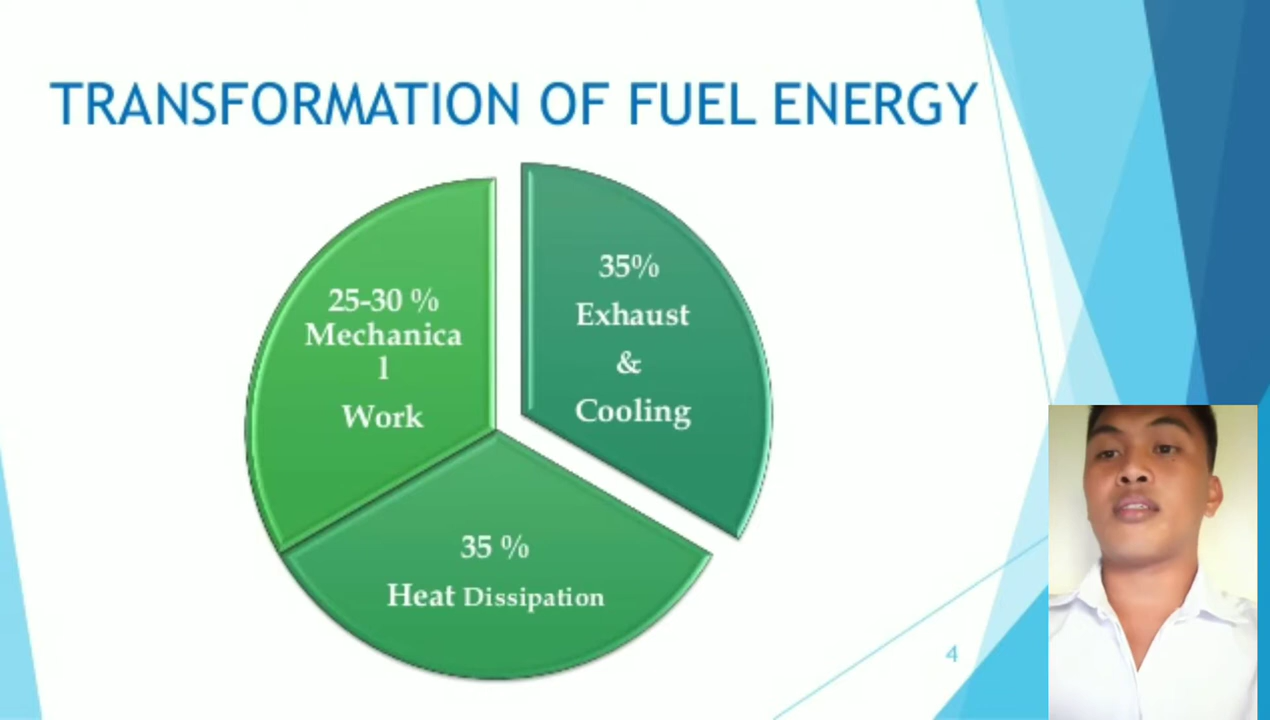 TRANSFORMATION OF FUEL ENERGY
35%
Exhaust
&
Cooling
25-30 %
Mechanica
l
Work
35 %
Heat Dissipation
4